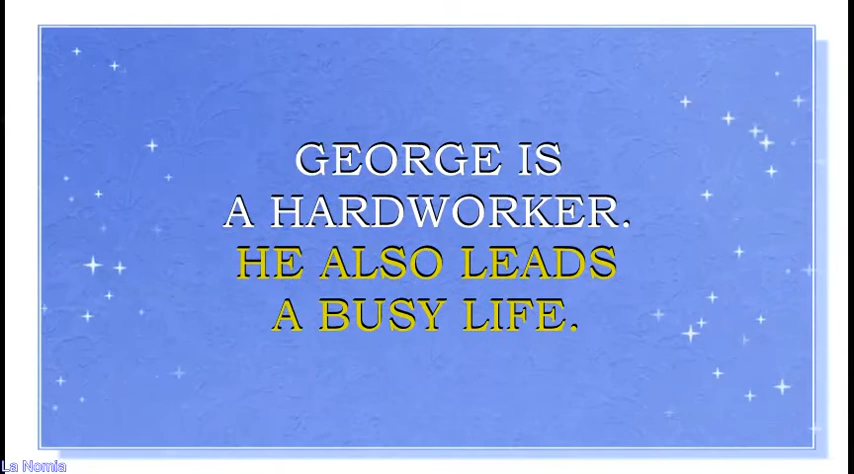 GEORGE IS
A HARDWORKER.
HE ALSO LEADS
A BUSY LIFE.
La Nomia